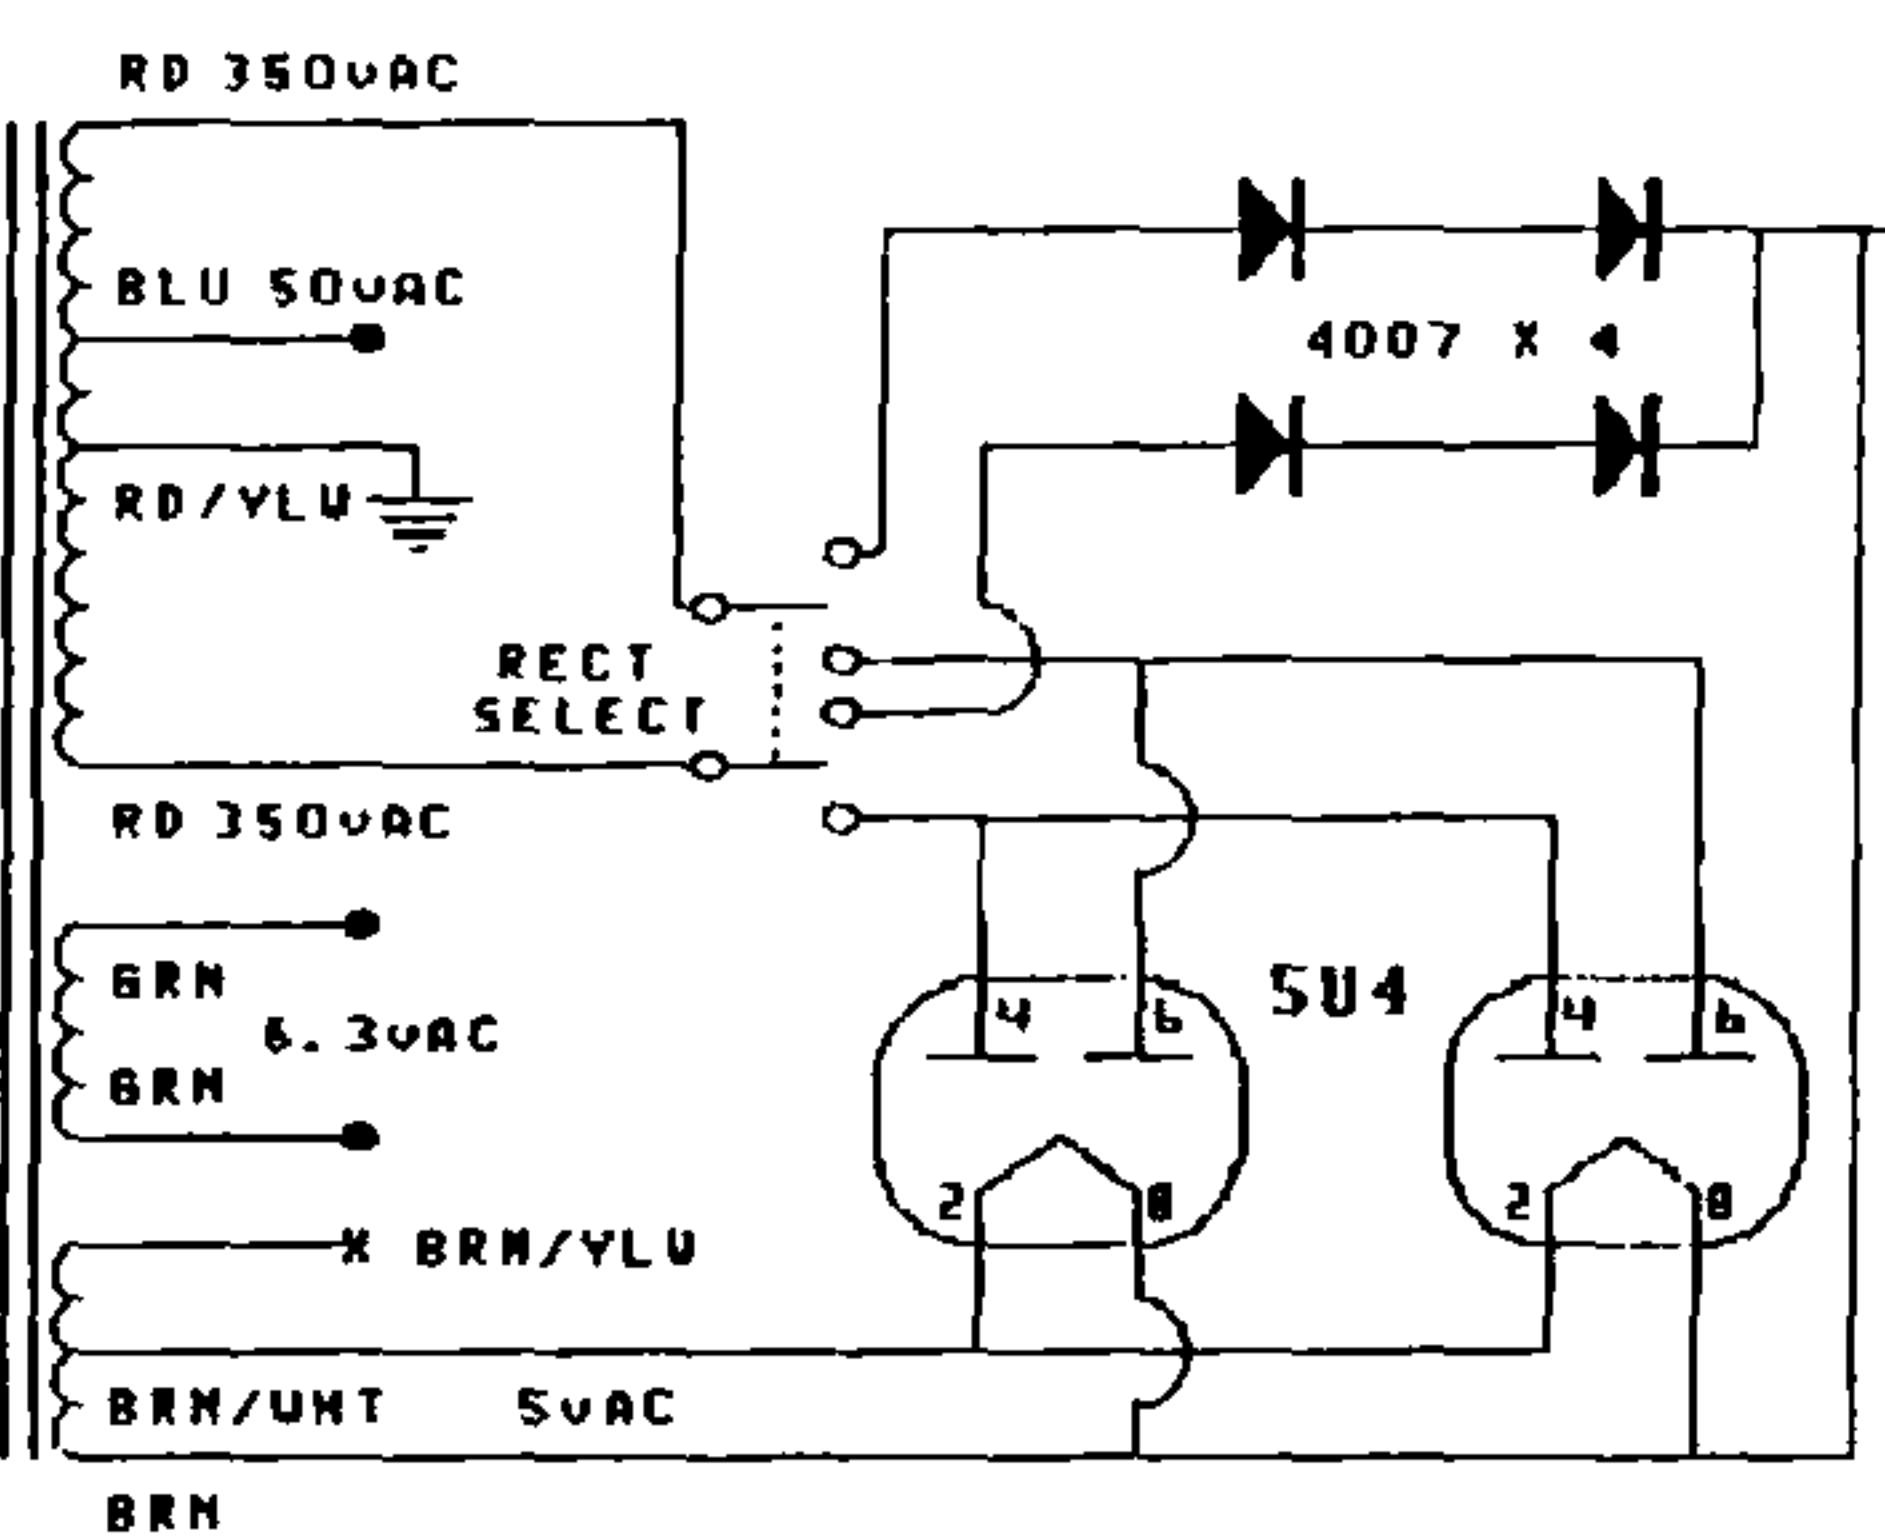 RD 350vAC
BLU 50vAC
4007 X 4
RD/YLW
RECT
SELECT
RD 350vAC
GRN
6.3vAC
GRN
5U4
4 6
4 6
2 8
2 8
* BRN/YLW
BRN/WHT 5vAC
BRN